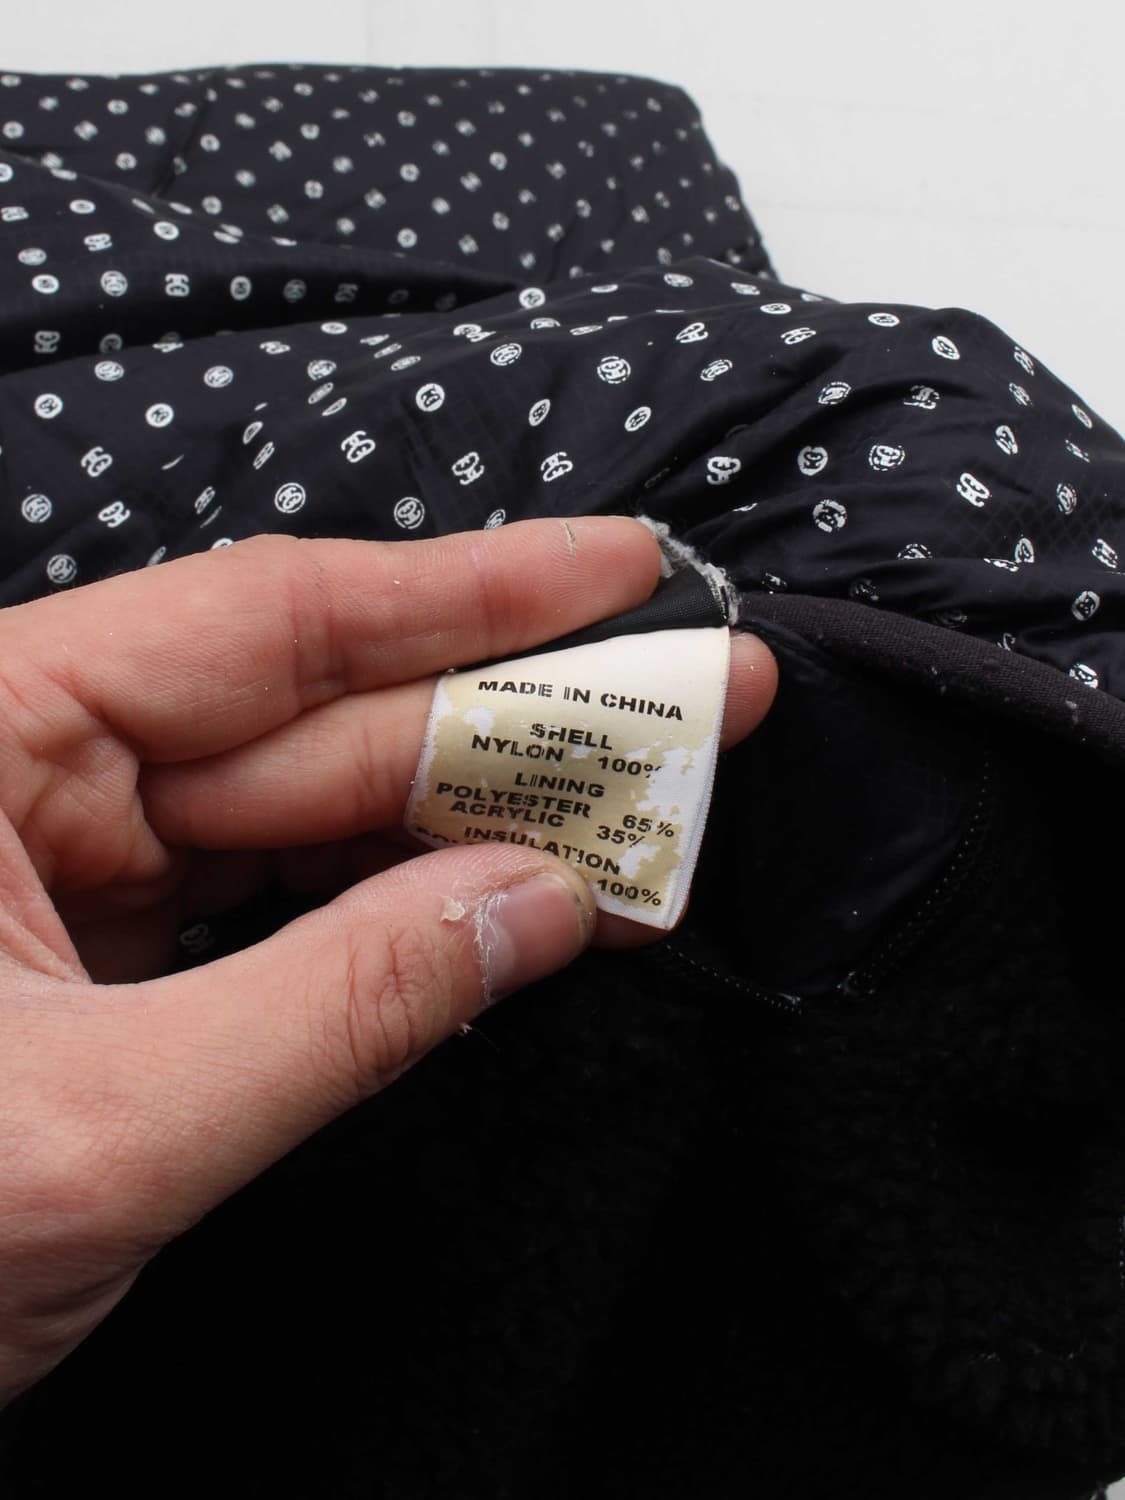 MADE IN CHINA
SHELL
NYLON 100%
LINING
POLYESTER 65%
ACRYLIC 35%
INSULATION
100%